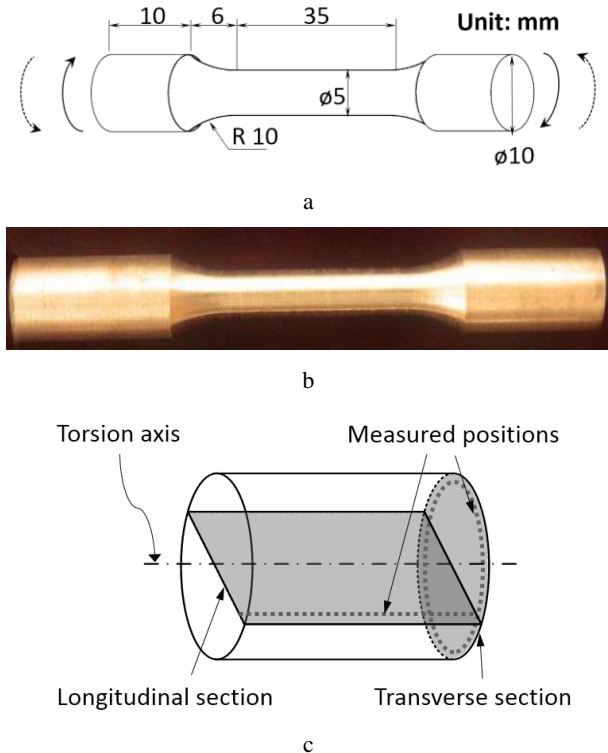 10 6 35 Unit: mm
ø5
R 10
ø10
a
b
Torsion axis Measured positions
Longitudinal section Transverse section
c